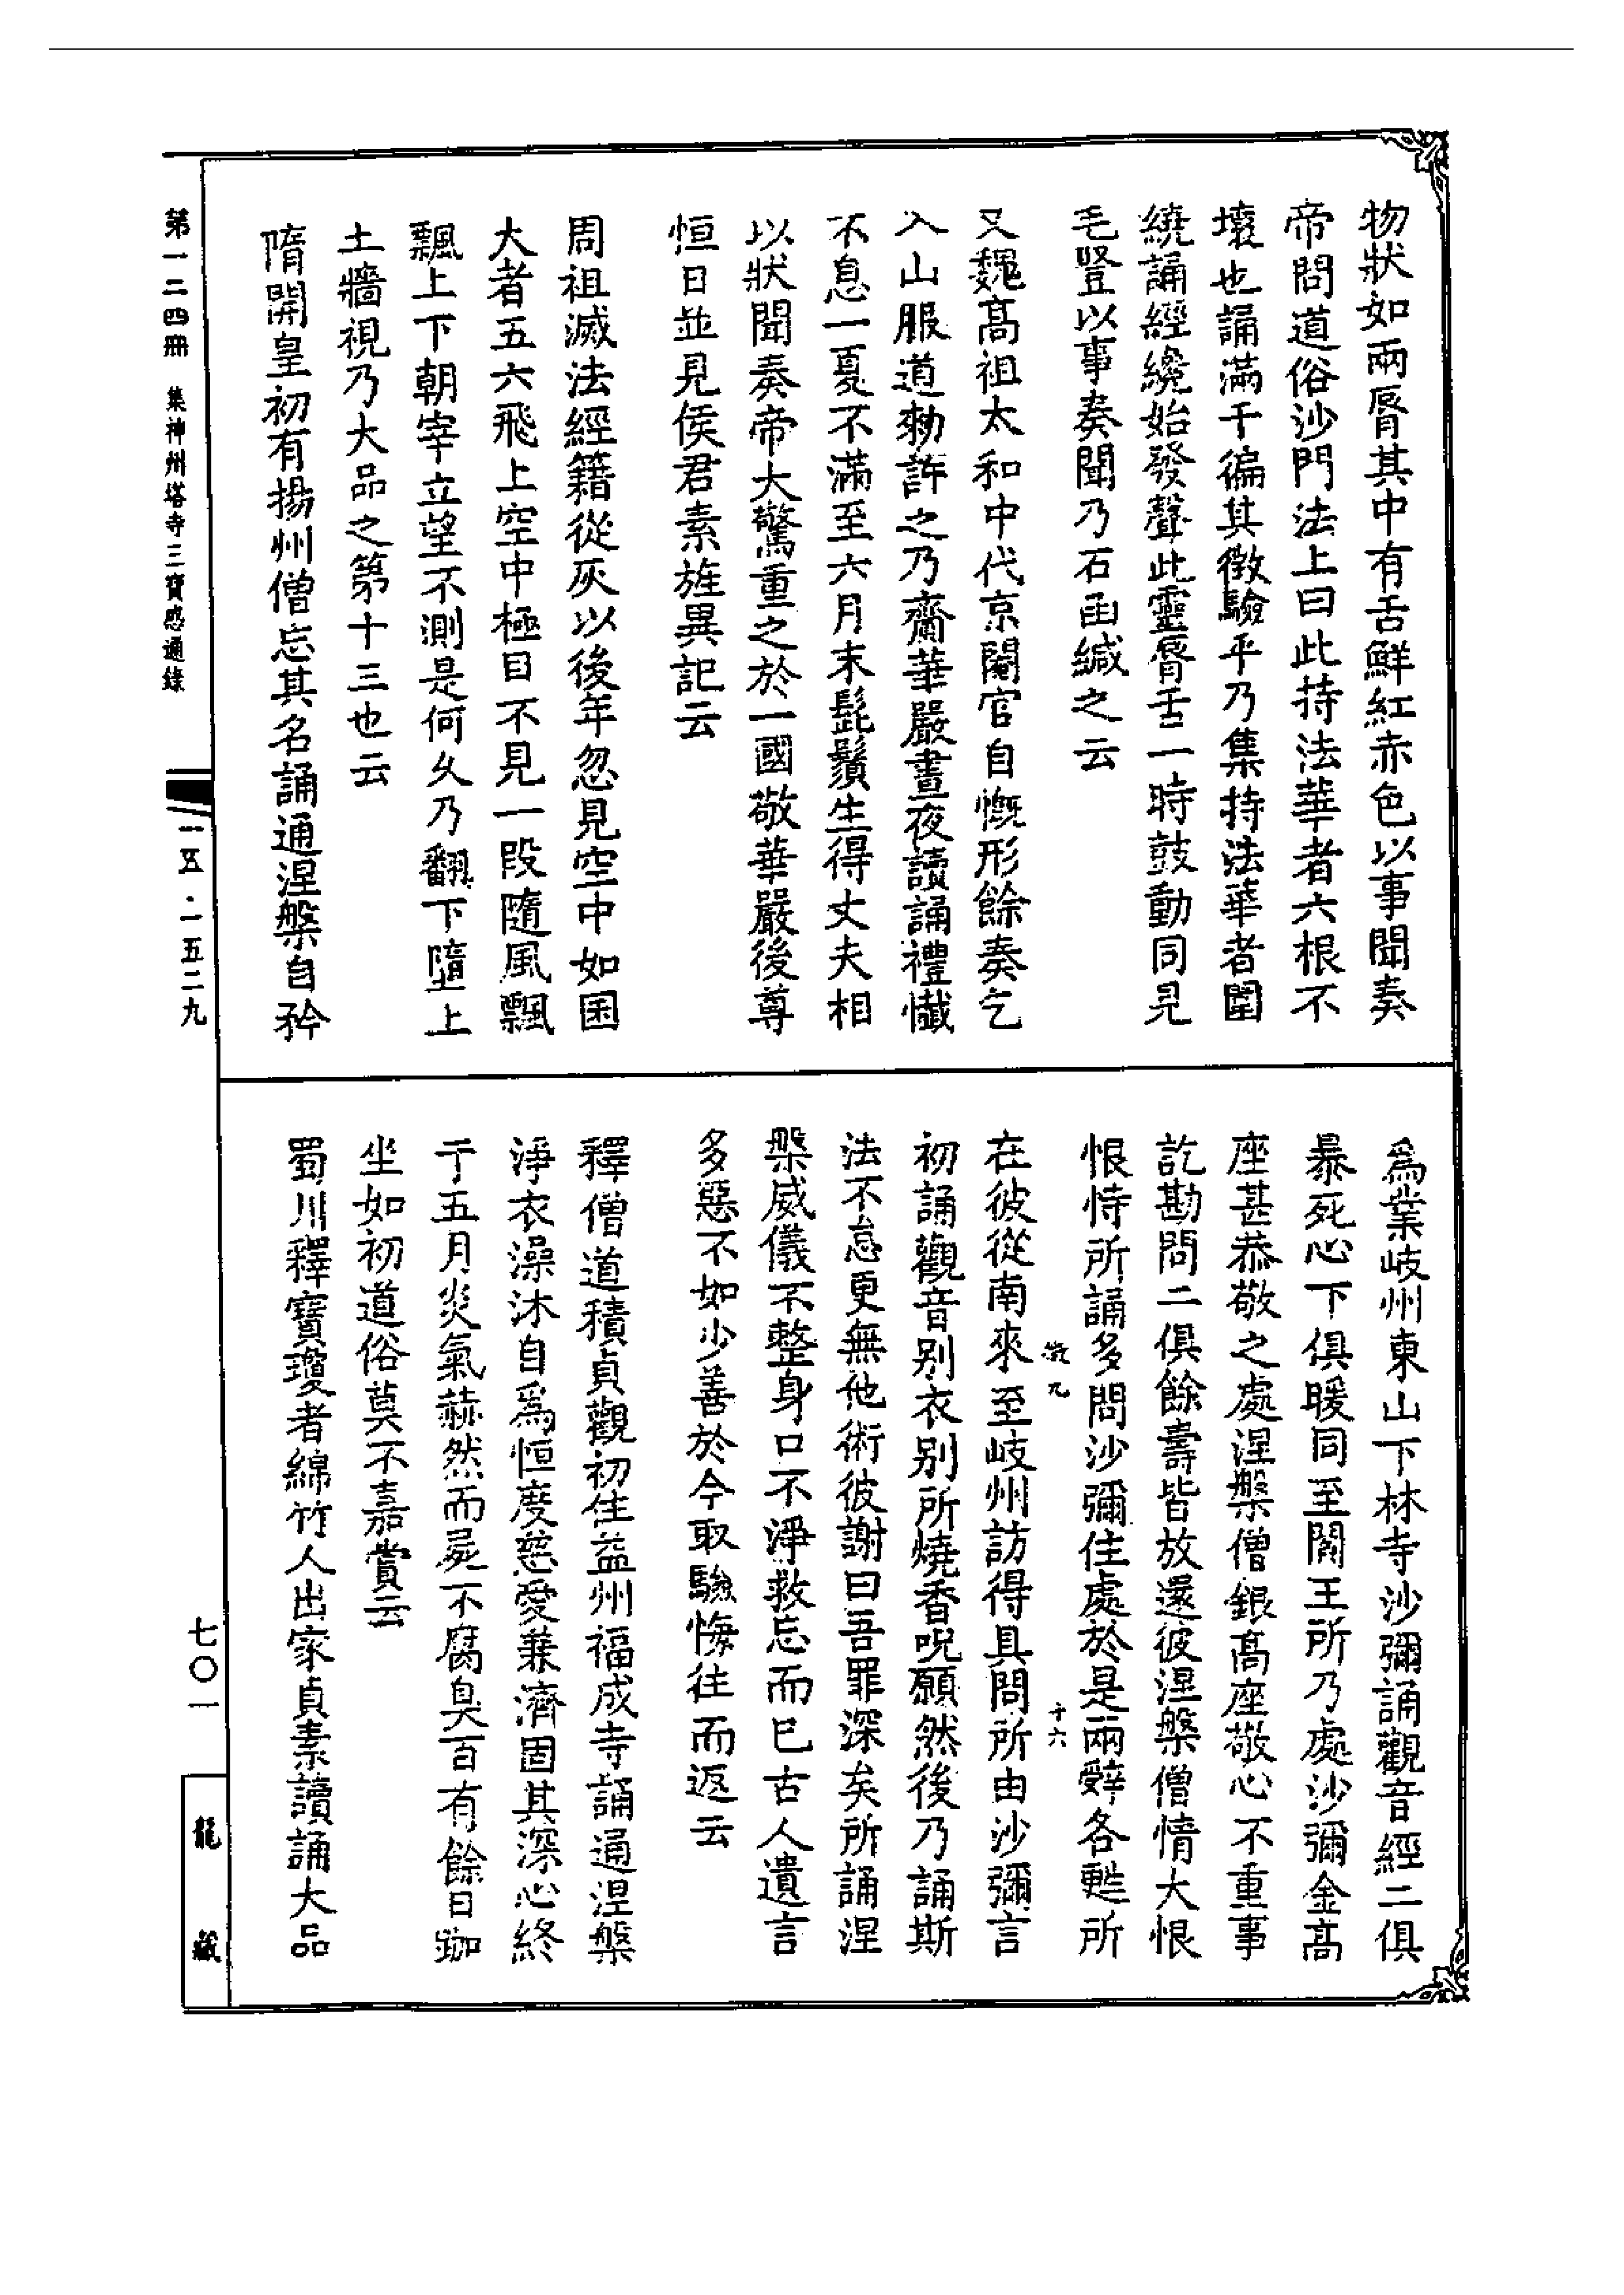 物狀如兩脣其中有舌鮮紅赤色以事聞奏
帝問道俗沙門法上曰此持法華者六根不
壞也誦滿千徧其徵驗乎乃集持法華者圍
繞誦經纔始發聲此靈脣舌一時鼓動同見
毛豎以事奏聞乃石函緘之云
又魏高祖太和中代京閹官自慨形餘奏乞
入山服道勑許之乃齎華嚴晝夜讀誦禮懺
不息一夏不滿至六月末髭鬚生得丈夫相
以狀聞奏帝大驚重之於一國敬華嚴後尊
恒日並見侯君素旌異記云
周祖滅法經籍從灰以後年忽見空中如囷
大者五六飛上空中極目不見一段隨風飄
飄上下朝宰立望不測是何久乃翻下墮上
土牆視乃大品之第十三也云
隋開皇初有揚州僧忘其名誦通涅槃自矜
為業岐州東山下林寺沙彌誦觀音經二俱
暴死心下俱暖同至閻王所乃處沙彌金高
座甚恭敬之處涅槃僧銀高座敬心不重事
訖勘問二俱餘壽皆放還彼涅槃僧情大恨
恨恃所誦多問沙彌住處於是兩辭各甦所
九
十六
在彼從南來至岐州訪得具問所由沙彌言
初誦觀音別衣別所燒香呪願然後乃誦斯
法不怠更無他術彼謝曰吾罪深矣所誦涅
槃威儀不整身口不淨救忘而已古人遺言
多惡不如少善於今取驗悔往而返云
釋僧道積貞觀初住益州福成寺誦通涅槃
淨衣澡沐自爲恒度慈愛兼濟固其深心終
于五月炎氣赫然而屍不腐臭百有餘日跏
坐如初道俗莫不嘉賞云
蜀川釋寶瓊者綿竹人出家貞素讀誦大品
第一二四冊 集神州塔寺三寶感通錄
一五·一五二九
七〇一
龍藏